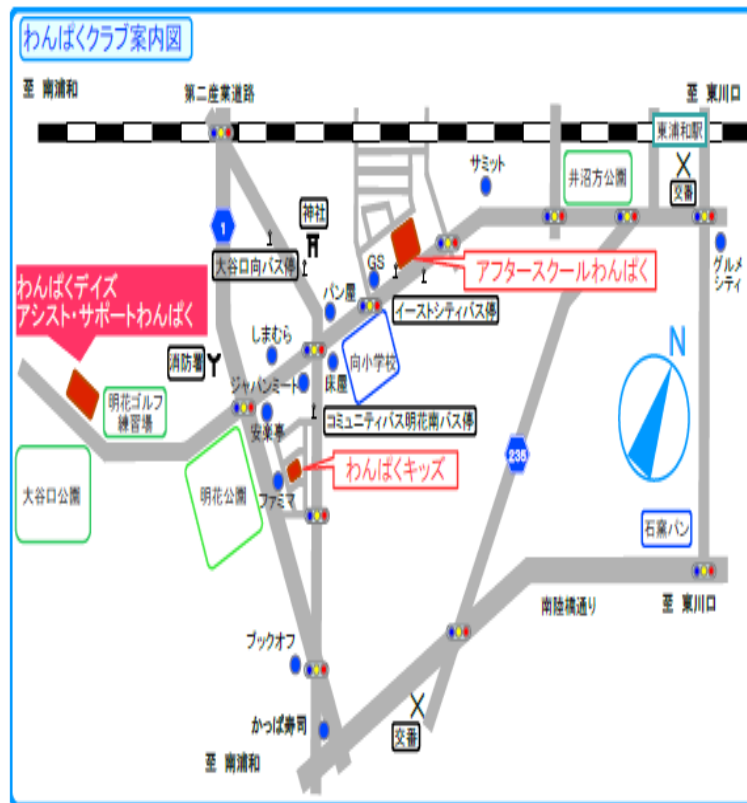 わんぱくクラブ案内図
至 南浦和
第二産業道路
至 東川口
東浦和駅
交番
サミット
井沼方公園
グルメ
シティ
神社
1
大谷口向バス停
GS
アフタースクールわんぱく
イーストシティバス停
わんぱくデイズ
アシスト・サポートわんぱく
パン屋
しまむら
消防署
ジャパンミート
床屋
向小学校
N
明花ゴルフ
練習場
安楽亭
コミュニティバス明花南バス停
わんぱくキッズ
ファミマ
235
大谷口公園
明花公園
石窯パン
南陸橋通り
至 東川口
ブックオフ
かっぱ寿司
交番
至 南浦和